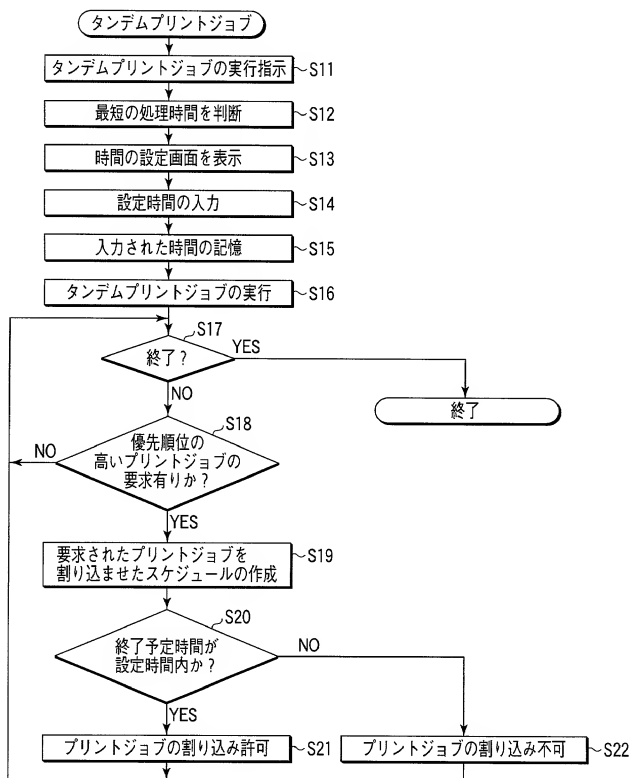 タンデムプリントジョブ
タンデムプリントジョブの実行指示
S11
最短の処理時間を判断
S12
時間の設定画面を表示
S13
設定時間の入力
S14
入力された時間の記憶
S15
タンデムプリントジョブの実行
S16
S17
終了?
YES
NO
終了
S18
優先順位の
高いプリントジョブの
要求有りか?
NO
YES
要求されたプリントジョブを
割り込ませたスケジュールの作成
S19
S20
終了予定時間が
設定時間内か?
NO
YES
プリントジョブの割り込み許可
S21
プリントジョブの割り込み不可
S22